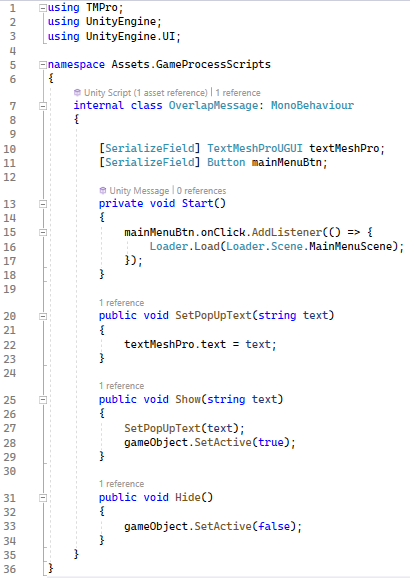 1 using TMPro;
2 using UnityEngine;
3 using UnityEngine.UI;
4
5 namespace Assets.GameProcessScripts
6 {
Unity Script (1 asset reference) | 1 reference
7 internal class OverlapMessage: MonoBehaviour
8 {
9
10 [SerializeField] TextMeshProUGUI textMeshPro;
11 [SerializeField] Button mainMenuBtn;
12
Unity Message | 0 references
13 private void Start()
14 {
15 mainMenuBtn.onClick.AddListener(() => {
16 Loader.Load(Loader.Scene.MainMenuScene);
17 });
18 }
19
1 reference
20 public void SetPopUpText(string text)
21 {
22 textMeshPro.text = text;
23 }
24
1 reference
25 public void Show(string text)
26 {
27 SetPopUpText(text);
28 gameObject.SetActive(true);
29 }
30
1 reference
31 public void Hide()
32 {
33 gameObject.SetActive(false);
34 }
35 }
36 }